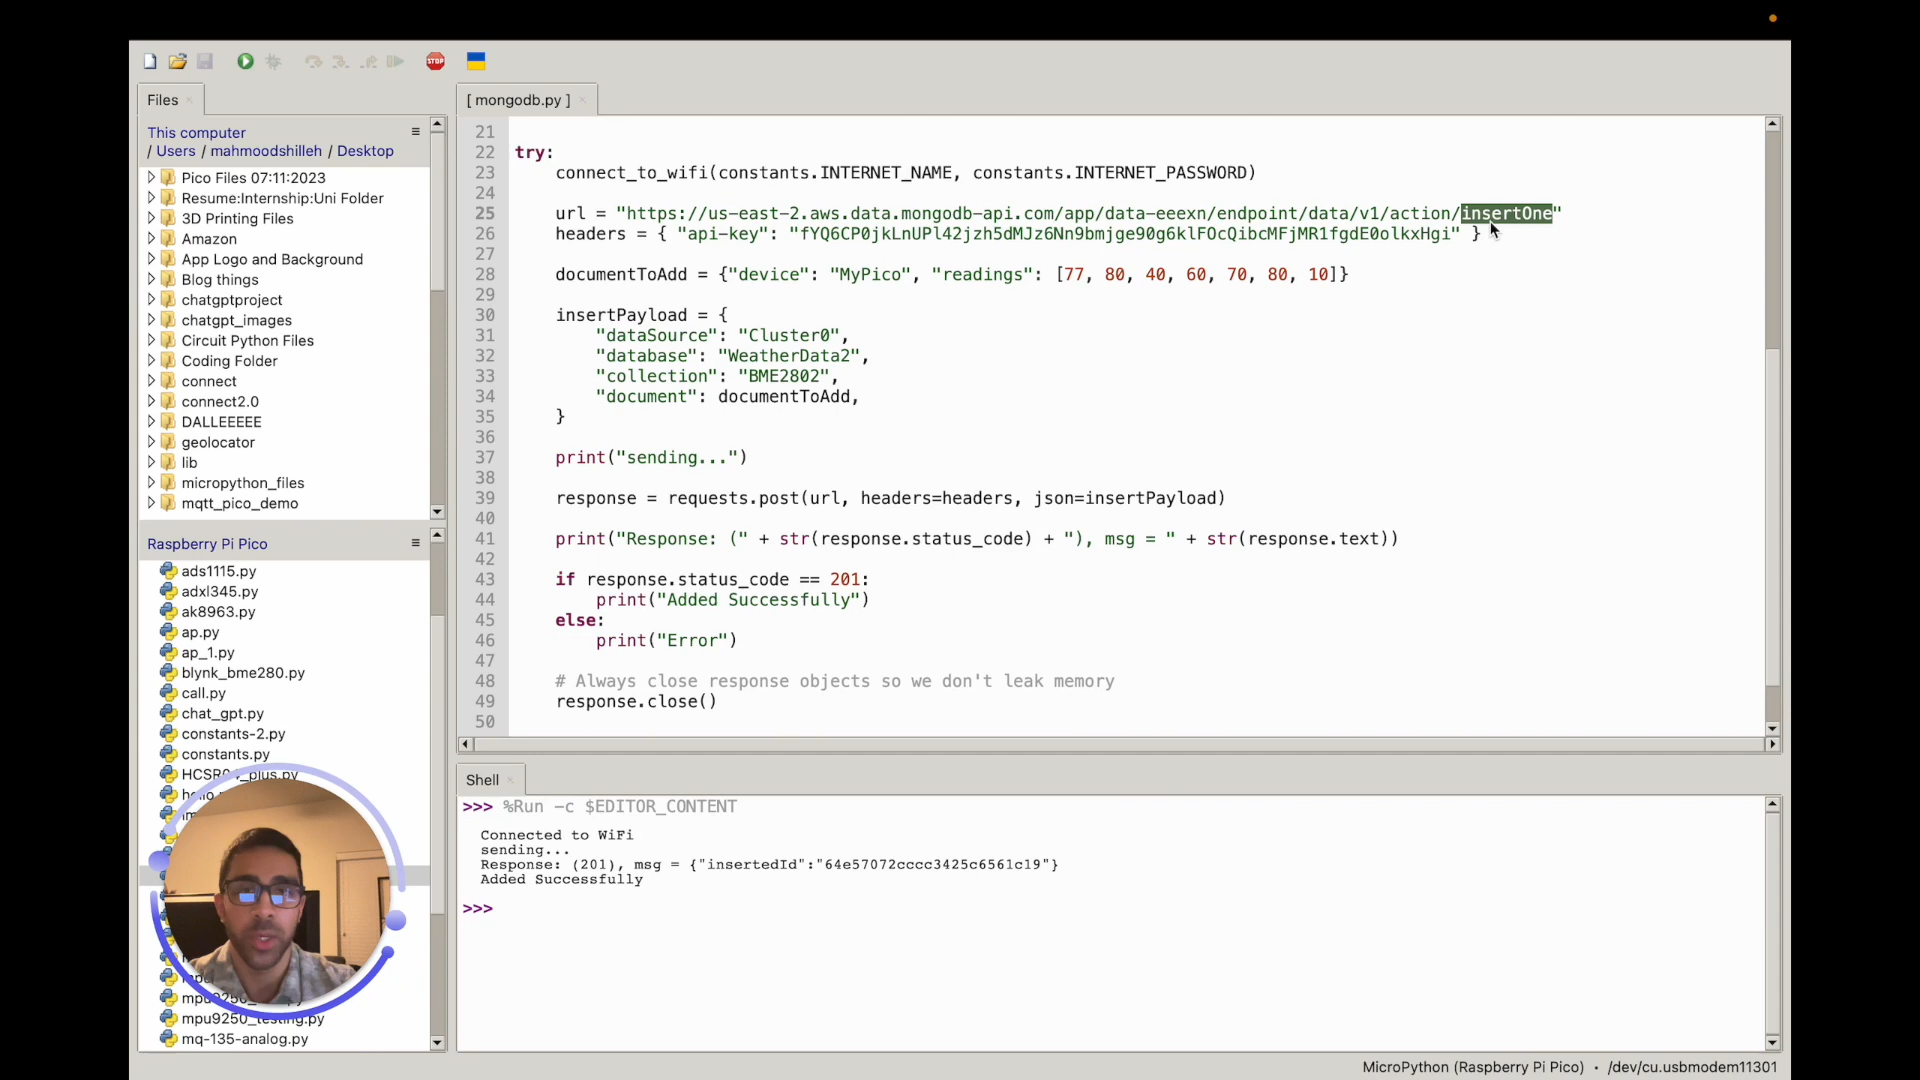 STOP
Files
This computer
/ Users / mahmoodshilleh / Desktop
Pico Files 07:11:2023
Resume:Internship:Uni Folder
3D Printing Files
Amazon
App Logo and Background
Blog things
chatgptproject
chatgpt_images
Circuit Python Files
Coding Folder
connect
connect2.0
DALLEEEEE
geolocator
lib
micropython_files
mqtt_pico_demo
Raspberry Pi Pico
ads1115.py
adxl345.py
ak8963.py
ap.py
ap_1.py
blynk_bme280.py
call.py
chat_gpt.py
constants-2.py
constants.py
mpu9250_testing.py
mq-135-analog.py
[ mongodb.py ]
21
22 try:
23 connect_to_wifi(constants.INTERNET_NAME, constants.INTERNET_PASSWORD)
24
25 url = "https://us-east-2.aws.data.mongodb-api.com/app/data-eeexn/endpoint/data/v1/action/insertOne"
26 headers = { "api-key": "fYQ6CP0jkLnUPl42jzh5dMJz6Nn9bmjge90g6klFOcQibcMFjMR1fgdE0olkxHgi" }
27
28 documentToAdd = {"device": "MyPico", "readings": [77, 80, 40, 60, 70, 80, 10]}
29
30 insertPayload = {
31 "dataSource": "Cluster0",
32 "database": "WeatherData2",
33 "collection": "BME2802",
34 "document": documentToAdd,
35 }
36
37 print("sending...")
38
39 response = requests.post(url, headers=headers, json=insertPayload)
40
41 print("Response: (" + str(response.status_code) + "), msg = " + str(response.text))
42
43 if response.status_code == 201:
44 print("Added Successfully")
45 else:
46 print("Error")
47
48 # Always close response objects so we don't leak memory
49 response.close()
50
Shell
>>> %Run -c $EDITOR_CONTENT
Connected to WiFi
sending...
Response: (201), msg = {"insertedId":"64e57072cccc3425c6561c19"}
Added Successfully
>>>
MicroPython (Raspberry Pi Pico) • /dev/cu.usbmodem11301